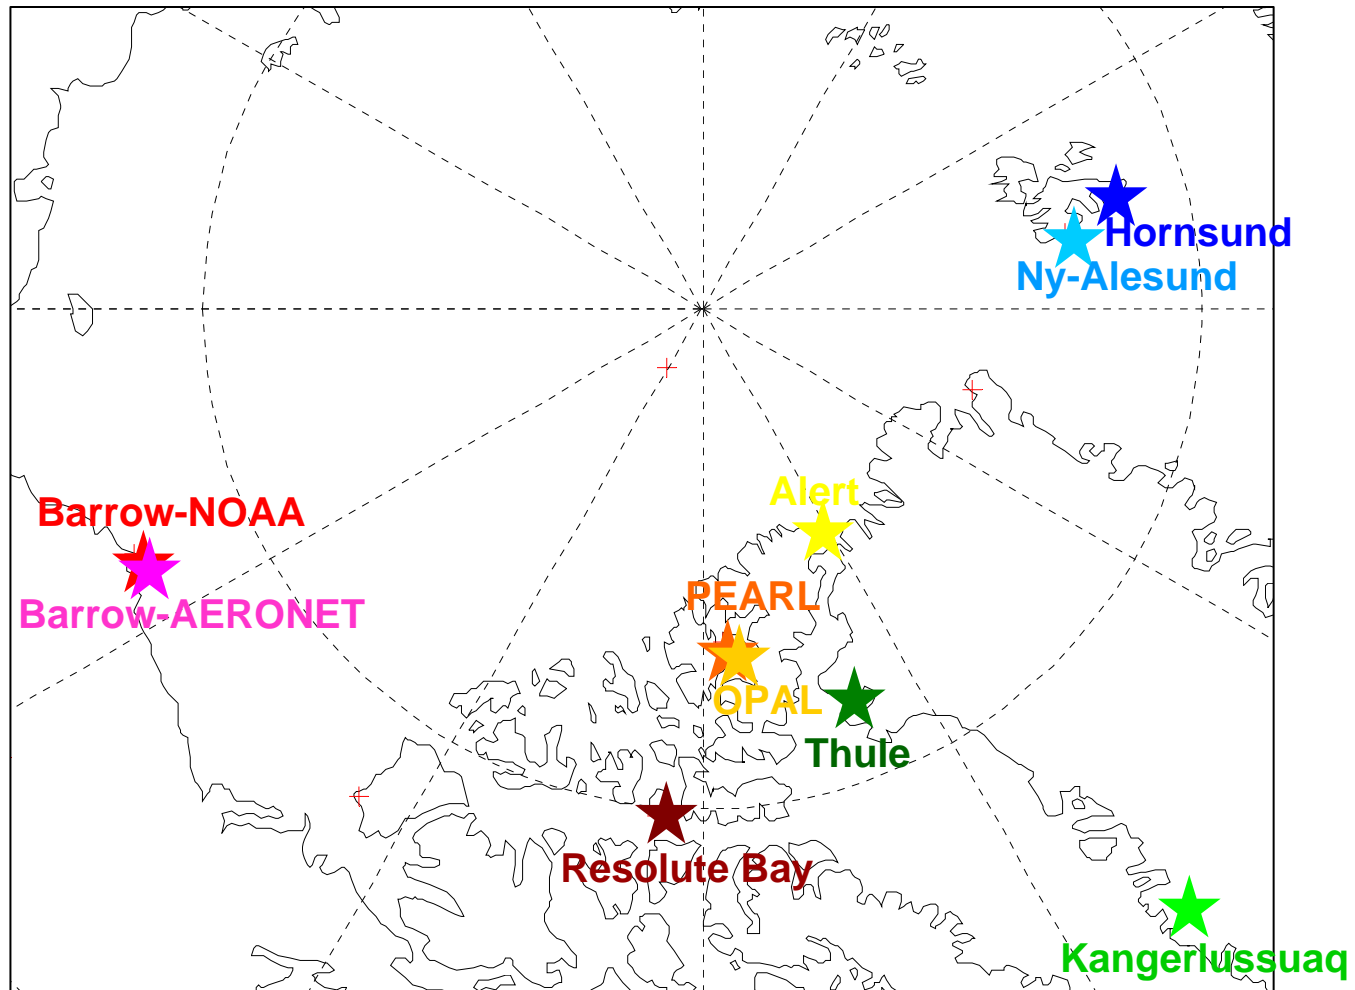 Hornsund
Ny-Alesund
Alert
Barrow-NOAA
PEARL
Barrow-AERONET
OPAL
Thule
Resolute Bay
Kangerlussuaq